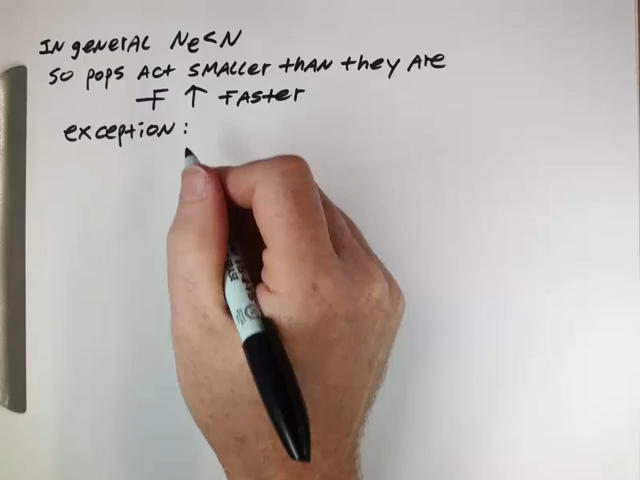 IN general Ne<N
so pops Act SMALLER thAN they Are
- F ↑ FAster
exception: